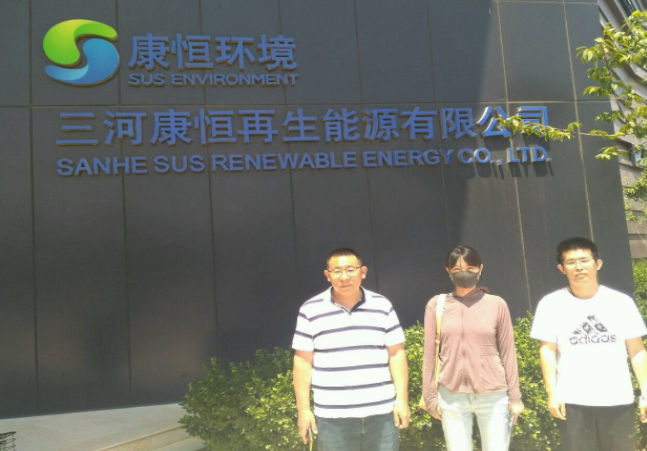 康恒环境
SUS ENVIRONMENT
三河康恒再生能源有限公司
SANHE SUS RENEWABLE ENERGY CO., LTD.
adidas